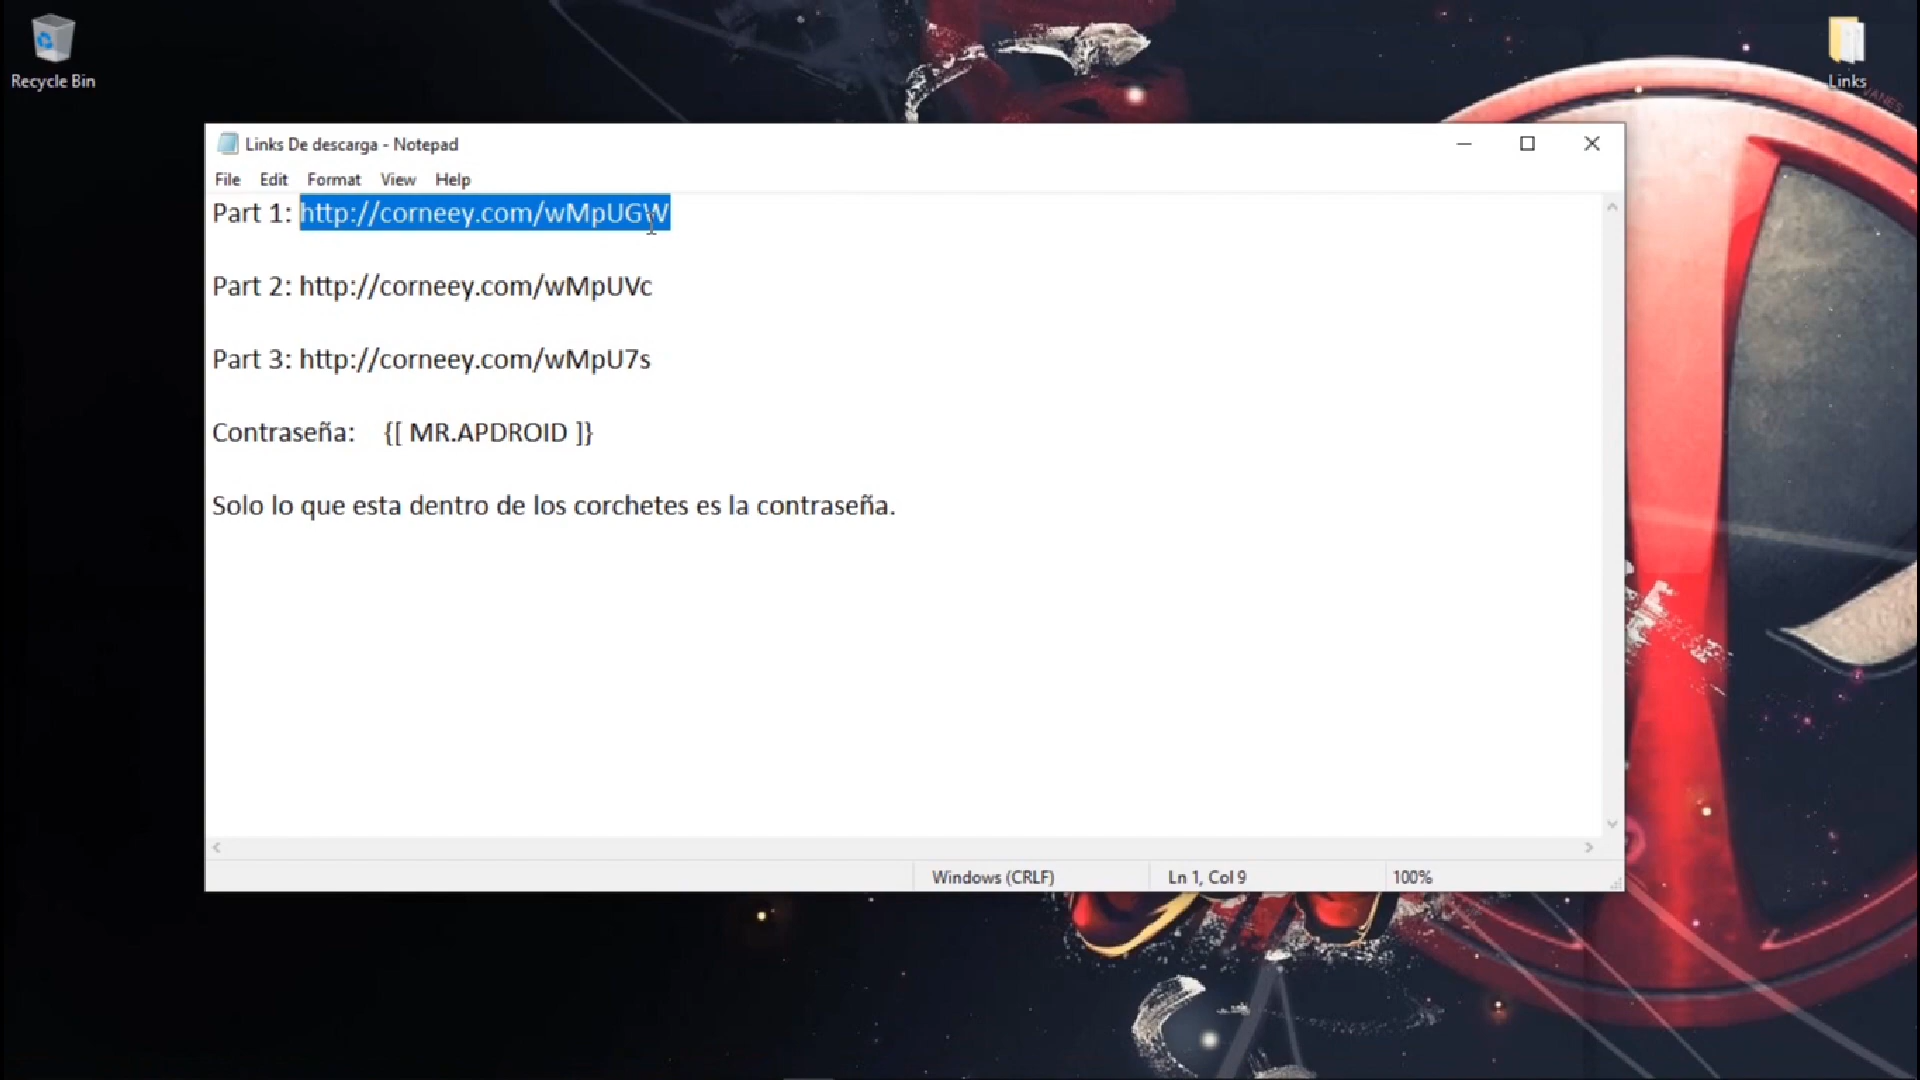 Recycle Bin
Links
VANES
Links De descarga - Notepad
File Edit Format View Help
Part 1: http://corneey.com/wMpUGW
Part 2: http://corneey.com/wMpUVc
Part 3: http://corneey.com/wMpU7s
Contraseña: {[ MR.APDROID ]}
Solo lo que esta dentro de los corchetes es la contraseña.
Windows (CRLF) Ln 1, Col 9 100%